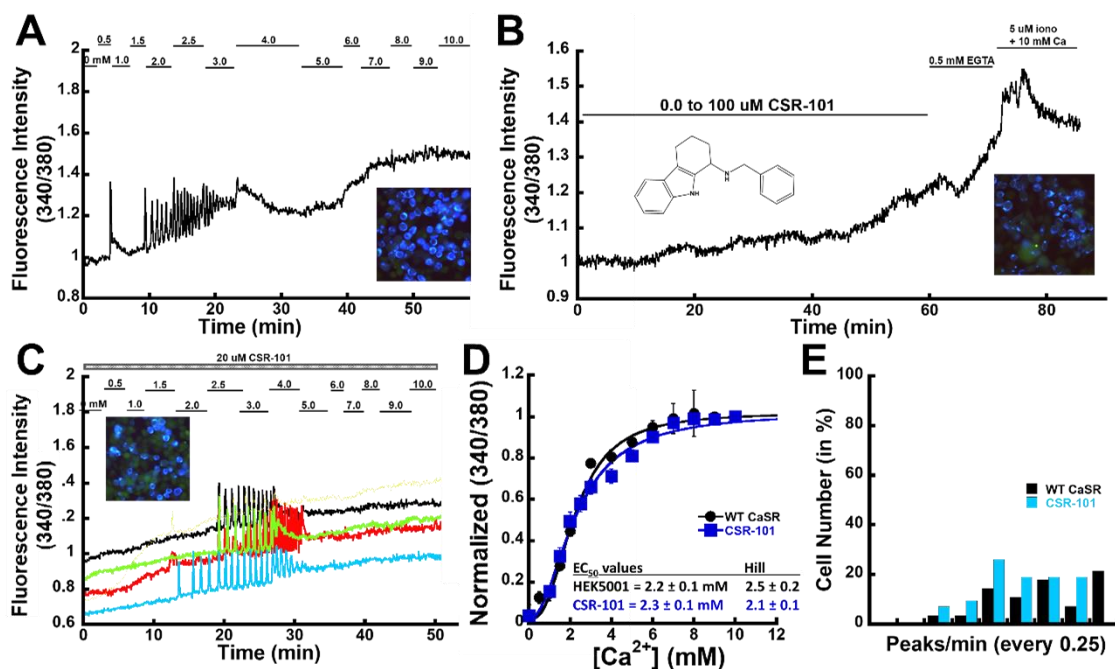 A
0.5 1.5 2.5 4.0 6.0 8.0 10.0
0 mM 1.0 2.0 3.0 5.0 7.0 9.0
Fluorescence Intensity
(340/380)
2
1.8
1.6
1.4
1.2
1
0.8
0 10 20 30 40 50
Time (min)
B
5 uM iono
+ 10 mM Ca
0.5 mM EGTA
0.0 to 100 uM CSR-101
NH
N
H
Fluorescence Intensity
(340/380)
1.6
1.5
1.4
1.3
1.2
1.1
1
0.9
0 20 40 60 80
Time (min)
C
20 uM CSR-101
0.5 1.5 2.5 4.0 6.0 8.0 10.0
mM 1.0 2.0 3.0 5.0 7.0 9.0
Fluorescence Intensity
(340/380)
2
1.8
1.6
.4
.2
1
0.8
0.6
0 10 20 30 40 50
Time (min)
D
Normalized (340/380)
1.2
1.0
0.8
0.6
0.4
0.2
0
0 2 4 6 8 10 12
[Ca2+] (mM)
WT CaSR
CSR-101
EC50 values Hill
HEK5001 = 2.2 ± 0.1 mM 2.5 ± 0.2
CSR-101 = 2.3 ± 0.1 mM 2.1 ± 0.1
E
Cell Number (in %)
100
80
60
40
20
0
WT CaSR
CSR-101
Peaks/min (every 0.25)